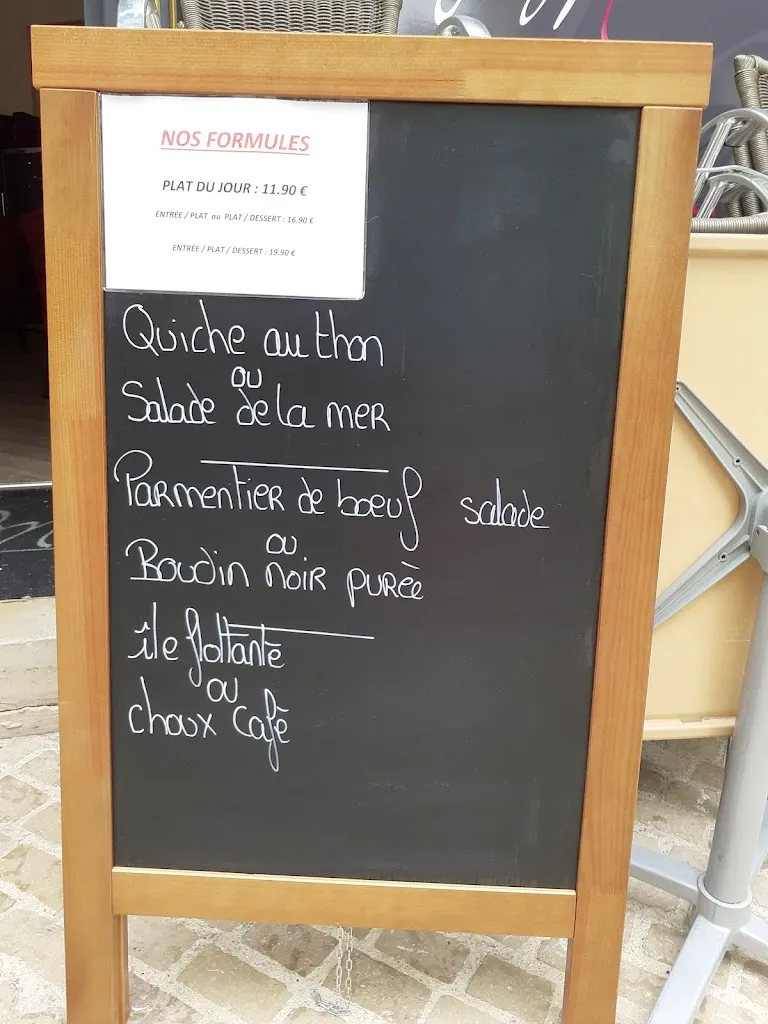 NOS FORMULES
PLAT DU JOUR : 11.90 €
ENTRÉE / PLAT ou PLAT / DESSERT : 16.90 €
ENTRÉE / PLAT / DESSERT : 19.90 €
Quiche au thon
ou
Salade de la mer
Parmentier de boeuf salade
ou
Boudin noir purée
île flottante
ou
choux café